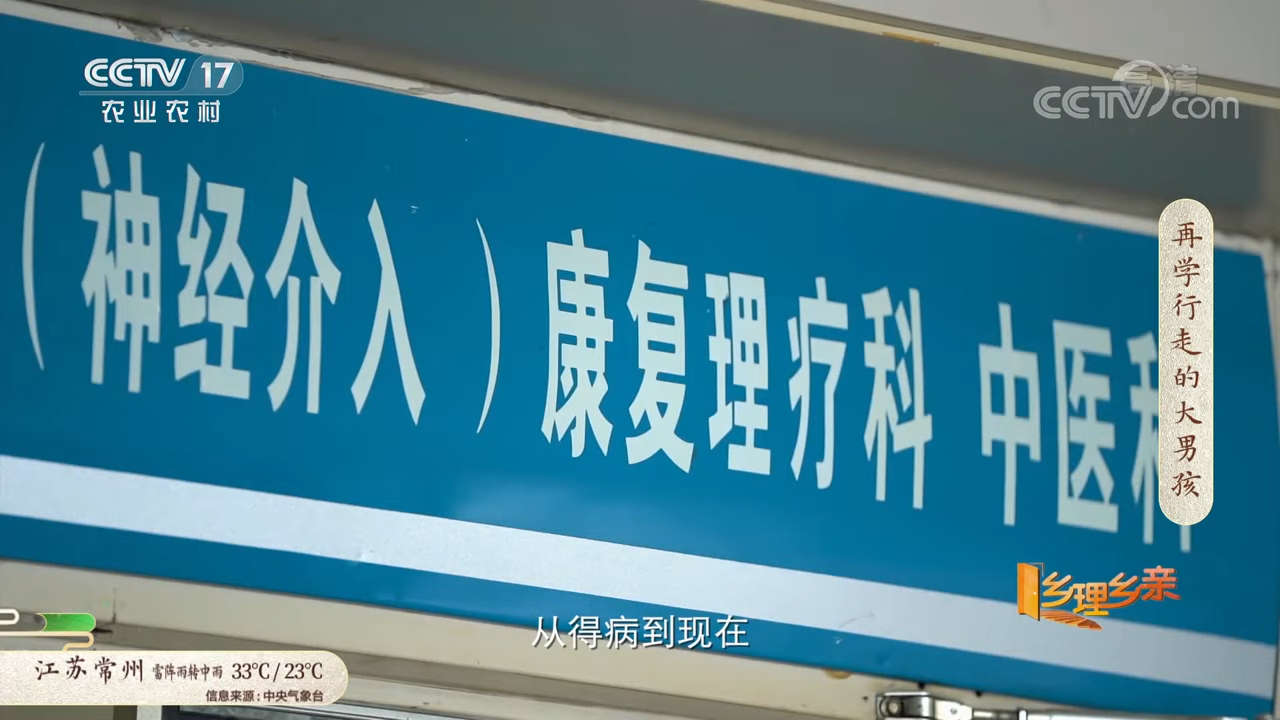 CCTV 17
农业农村
高清
CCTV.com
（神经介入）康复理疗科 中医科
再学行走的大男孩
乡理乡亲
从得病到现在
江苏常州 雷阵雨转中雨 33℃/23℃
信息来源：中央气象台